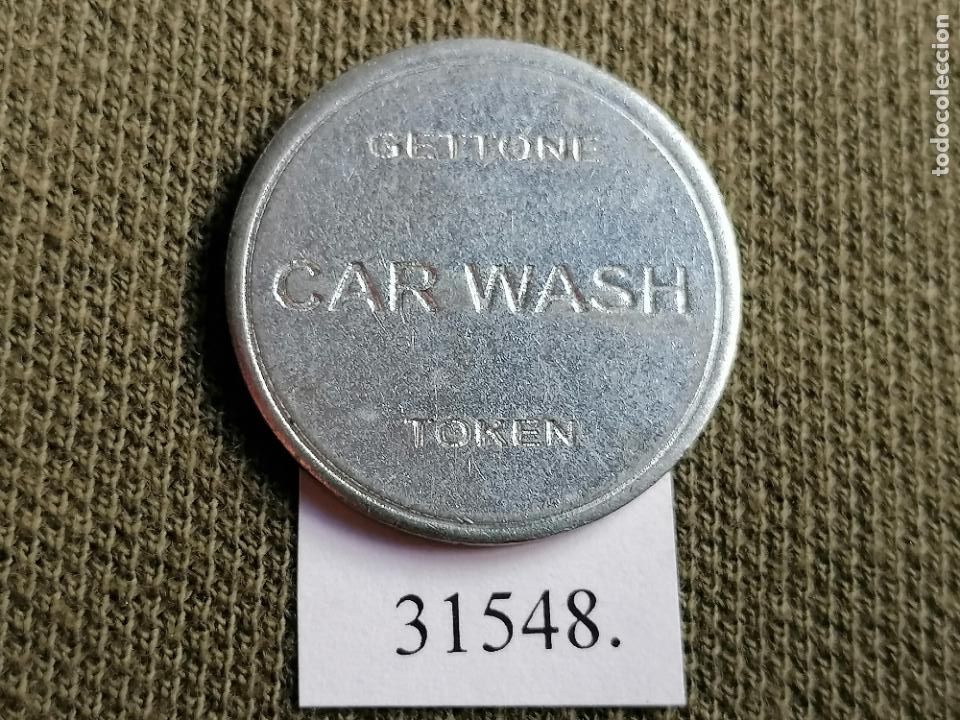 GETTONE
CAR WASH
TOKEN
31548.
todocoleccion